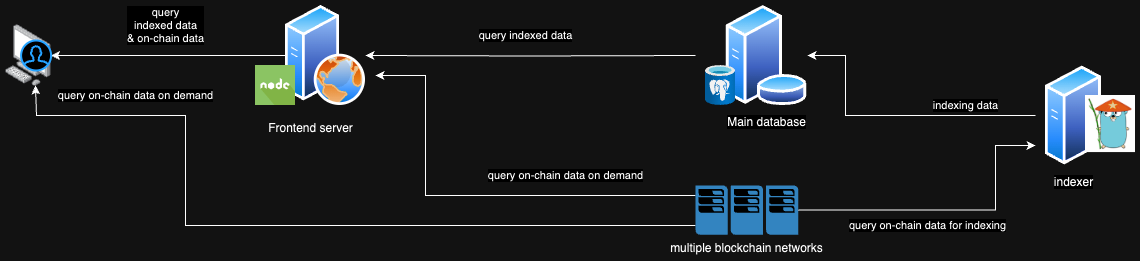 query
indexed data
& on-chain data
query on-chain data on demand
node
Frontend server
query indexed data
Main database
indexing data
indexer
query on-chain data on demand
query on-chain data for indexing
multiple blockchain networks